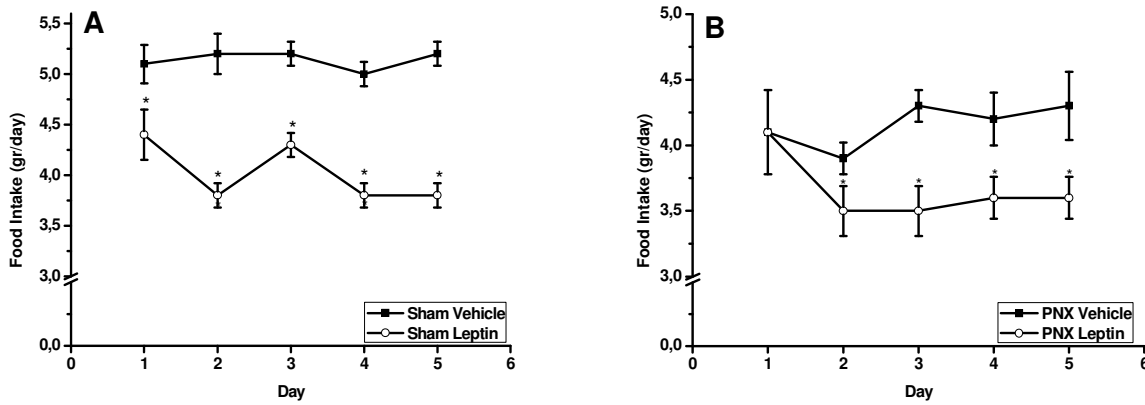 A
Food Intake (gr/day)
5,5
5,0
4,5
4,0
3,5
3,0
0,0
*
*
*
*
*
Sham Vehicle
Sham Leptin
0 1 2 3 4 5 6
Day
B
Food Intake (gr/day)
5,0
4,5
4,0
3,5
3,0
0,0
*
*
*
*
PNX Vehicle
PNX Leptin
0 1 2 3 4 5 6
Day